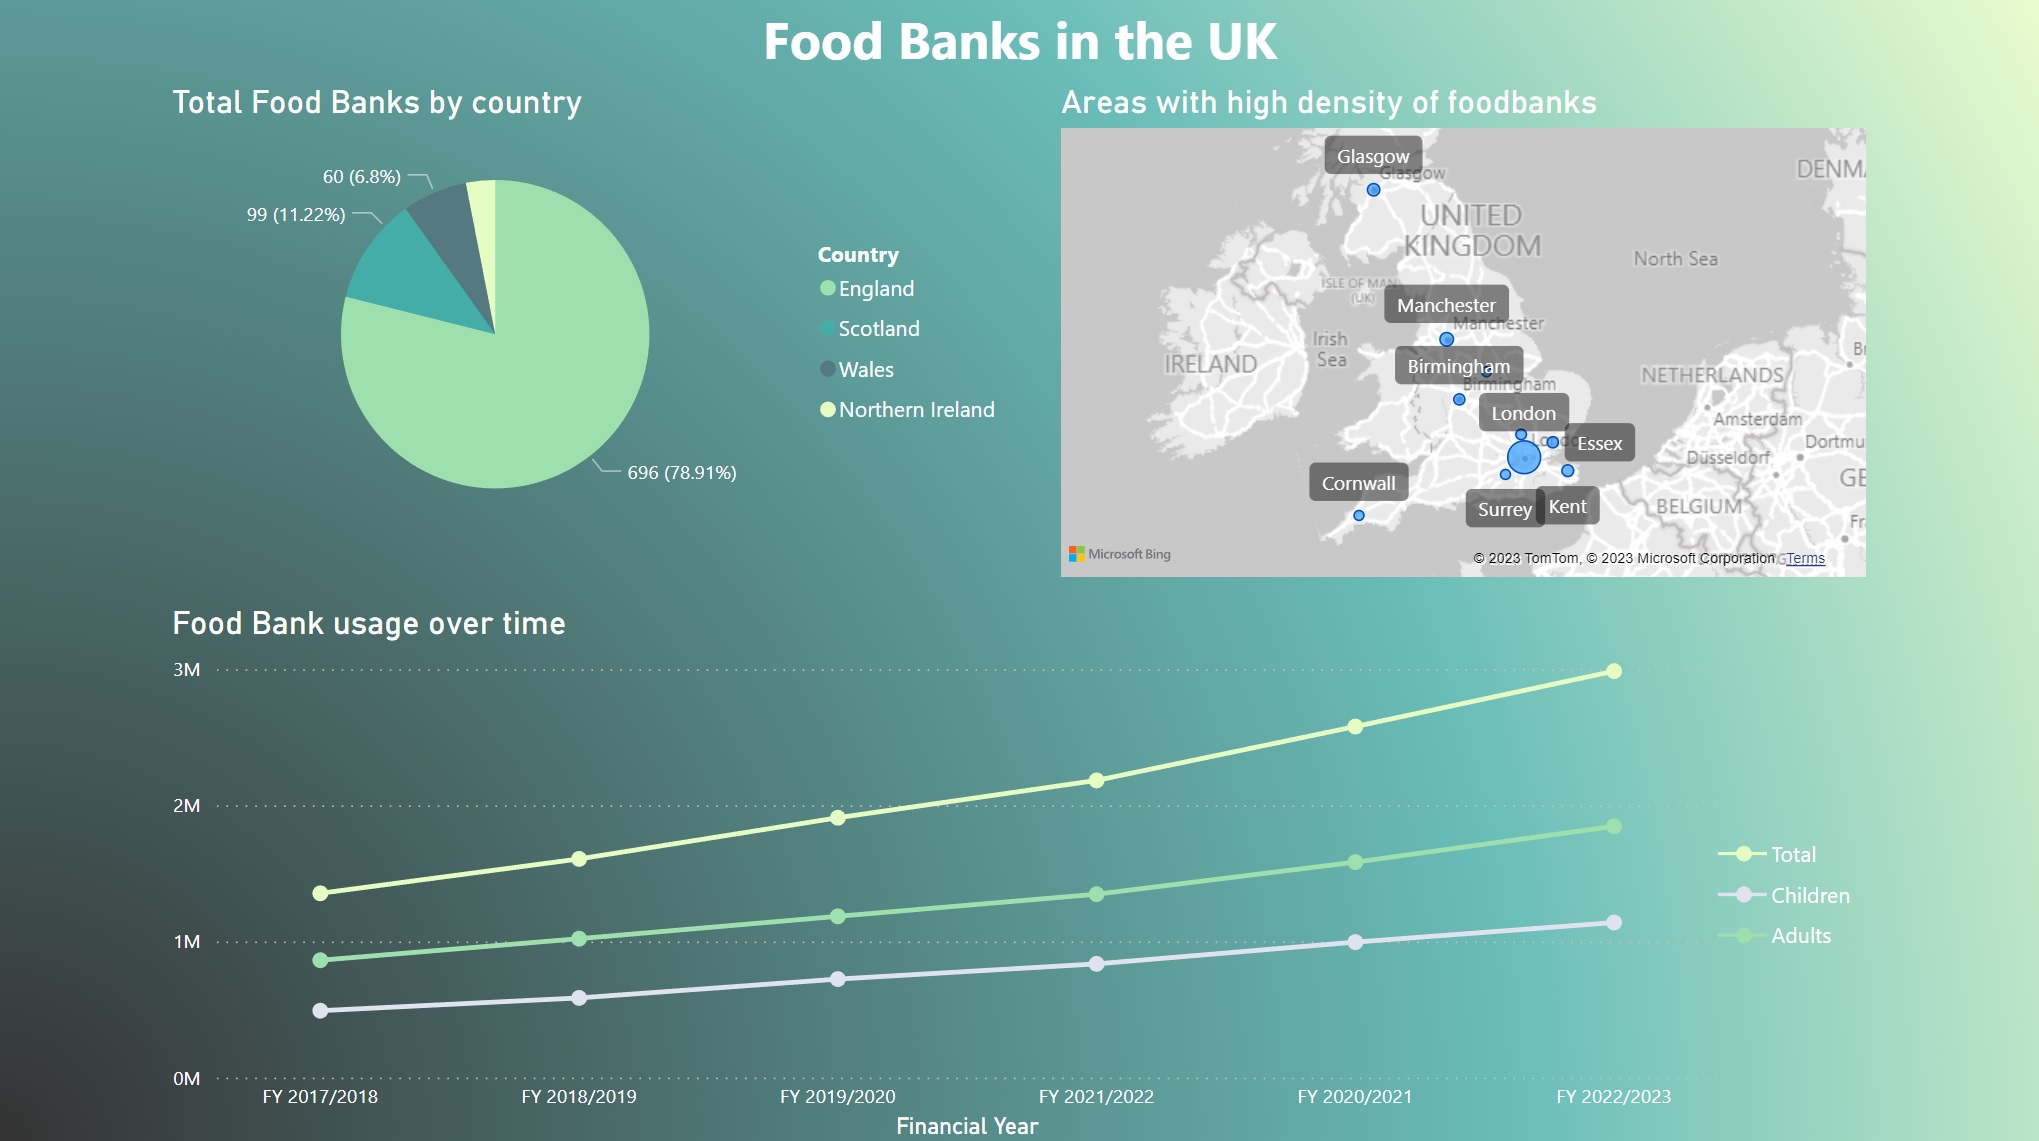 Food Banks in the UK
Total Food Banks by country
60 (6.8%)
99 (11.22%)
696 (78.91%)
Country
England
Scotland
Wales
Northern Ireland
Areas with high density of foodbanks
Glasgow
Glasgow
DENMA
UNITED
KINGDOM
North Sea
ISLE OF MAN
(UK)
Manchester
Manchester
Irish
Sea
IRELAND
Birmingham
Birmingham
NETHERLANDS
Amsterdam
London
Essex
Dortmu
Düsseldorf
GE
Cornwall
Surrey
Kent
BELGIUM
Fr
Microsoft Bing
© 2023 TomTom, © 2023 Microsoft Corporation Terms
Food Bank usage over time
3M
2M
1M
0M
Total
Children
Adults
FY 2017/2018
FY 2018/2019
FY 2019/2020
FY 2021/2022
FY 2020/2021
FY 2022/2023
Financial Year